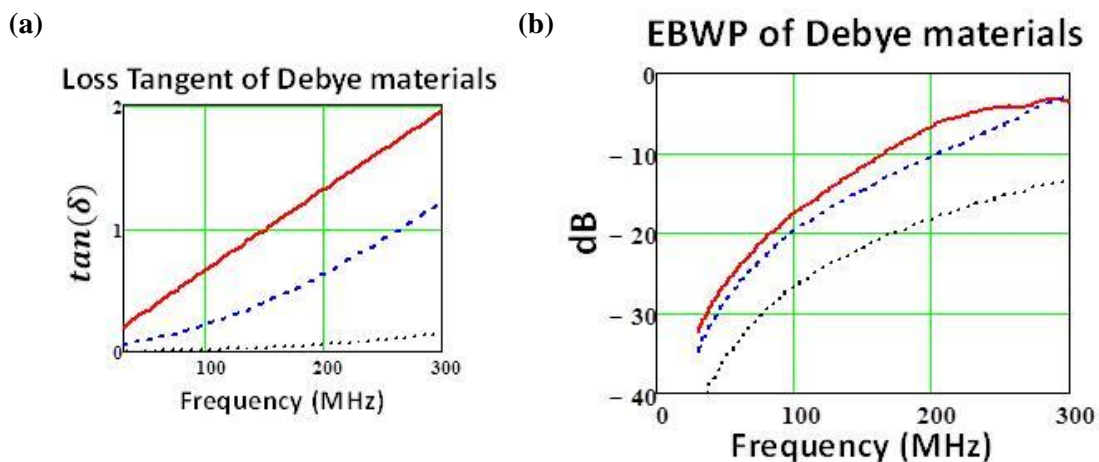 (a)
Loss Tangent of Debye materials
2
1
0
tan(δ)
100
200
300
Frequency (MHz)
(b)
EBWP of Debye materials
0
– 10
– 20
– 30
– 40
dB
0
100
200
300
Frequency (MHz)